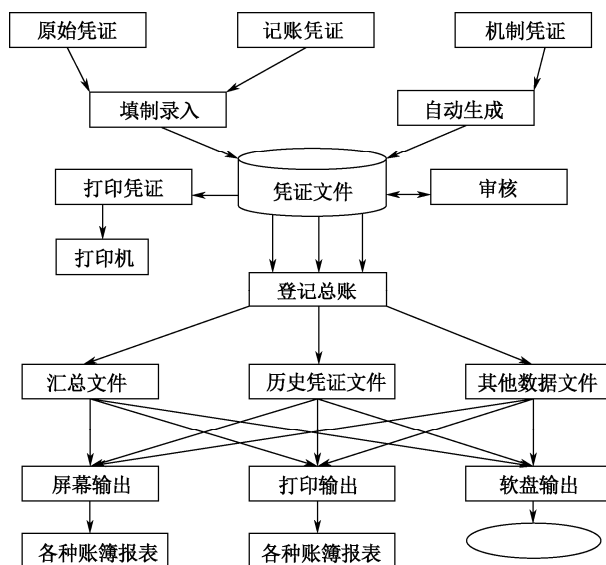 原始凭证
记账凭证
机制凭证
填制录入
自动生成
打印凭证
凭证文件
审核
打印机
登记总账
汇总文件
历史凭证文件
其他数据文件
屏幕输出
打印输出
软盘输出
各种账簿报表
各种账簿报表